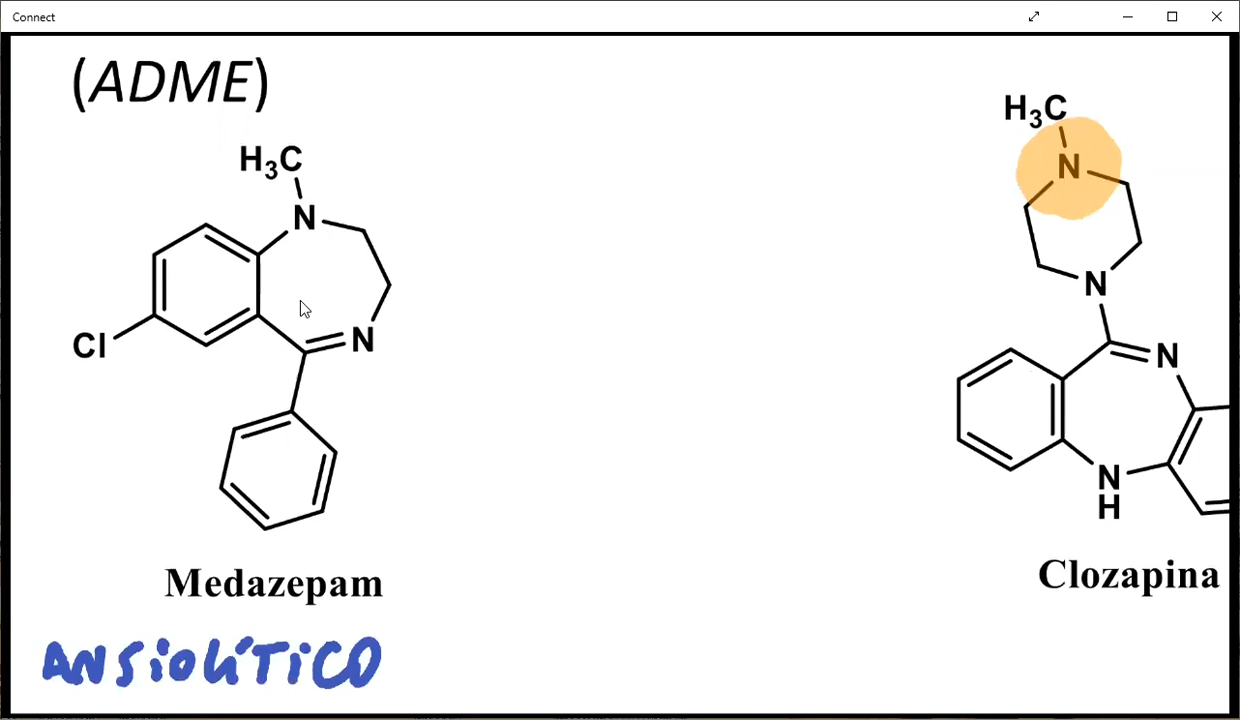 Connect
(ADME)
H₃C
N
N
Cl
Medazepam
ANSiolíTiCO
H₃C
N
N
N
N
H
Clozapina